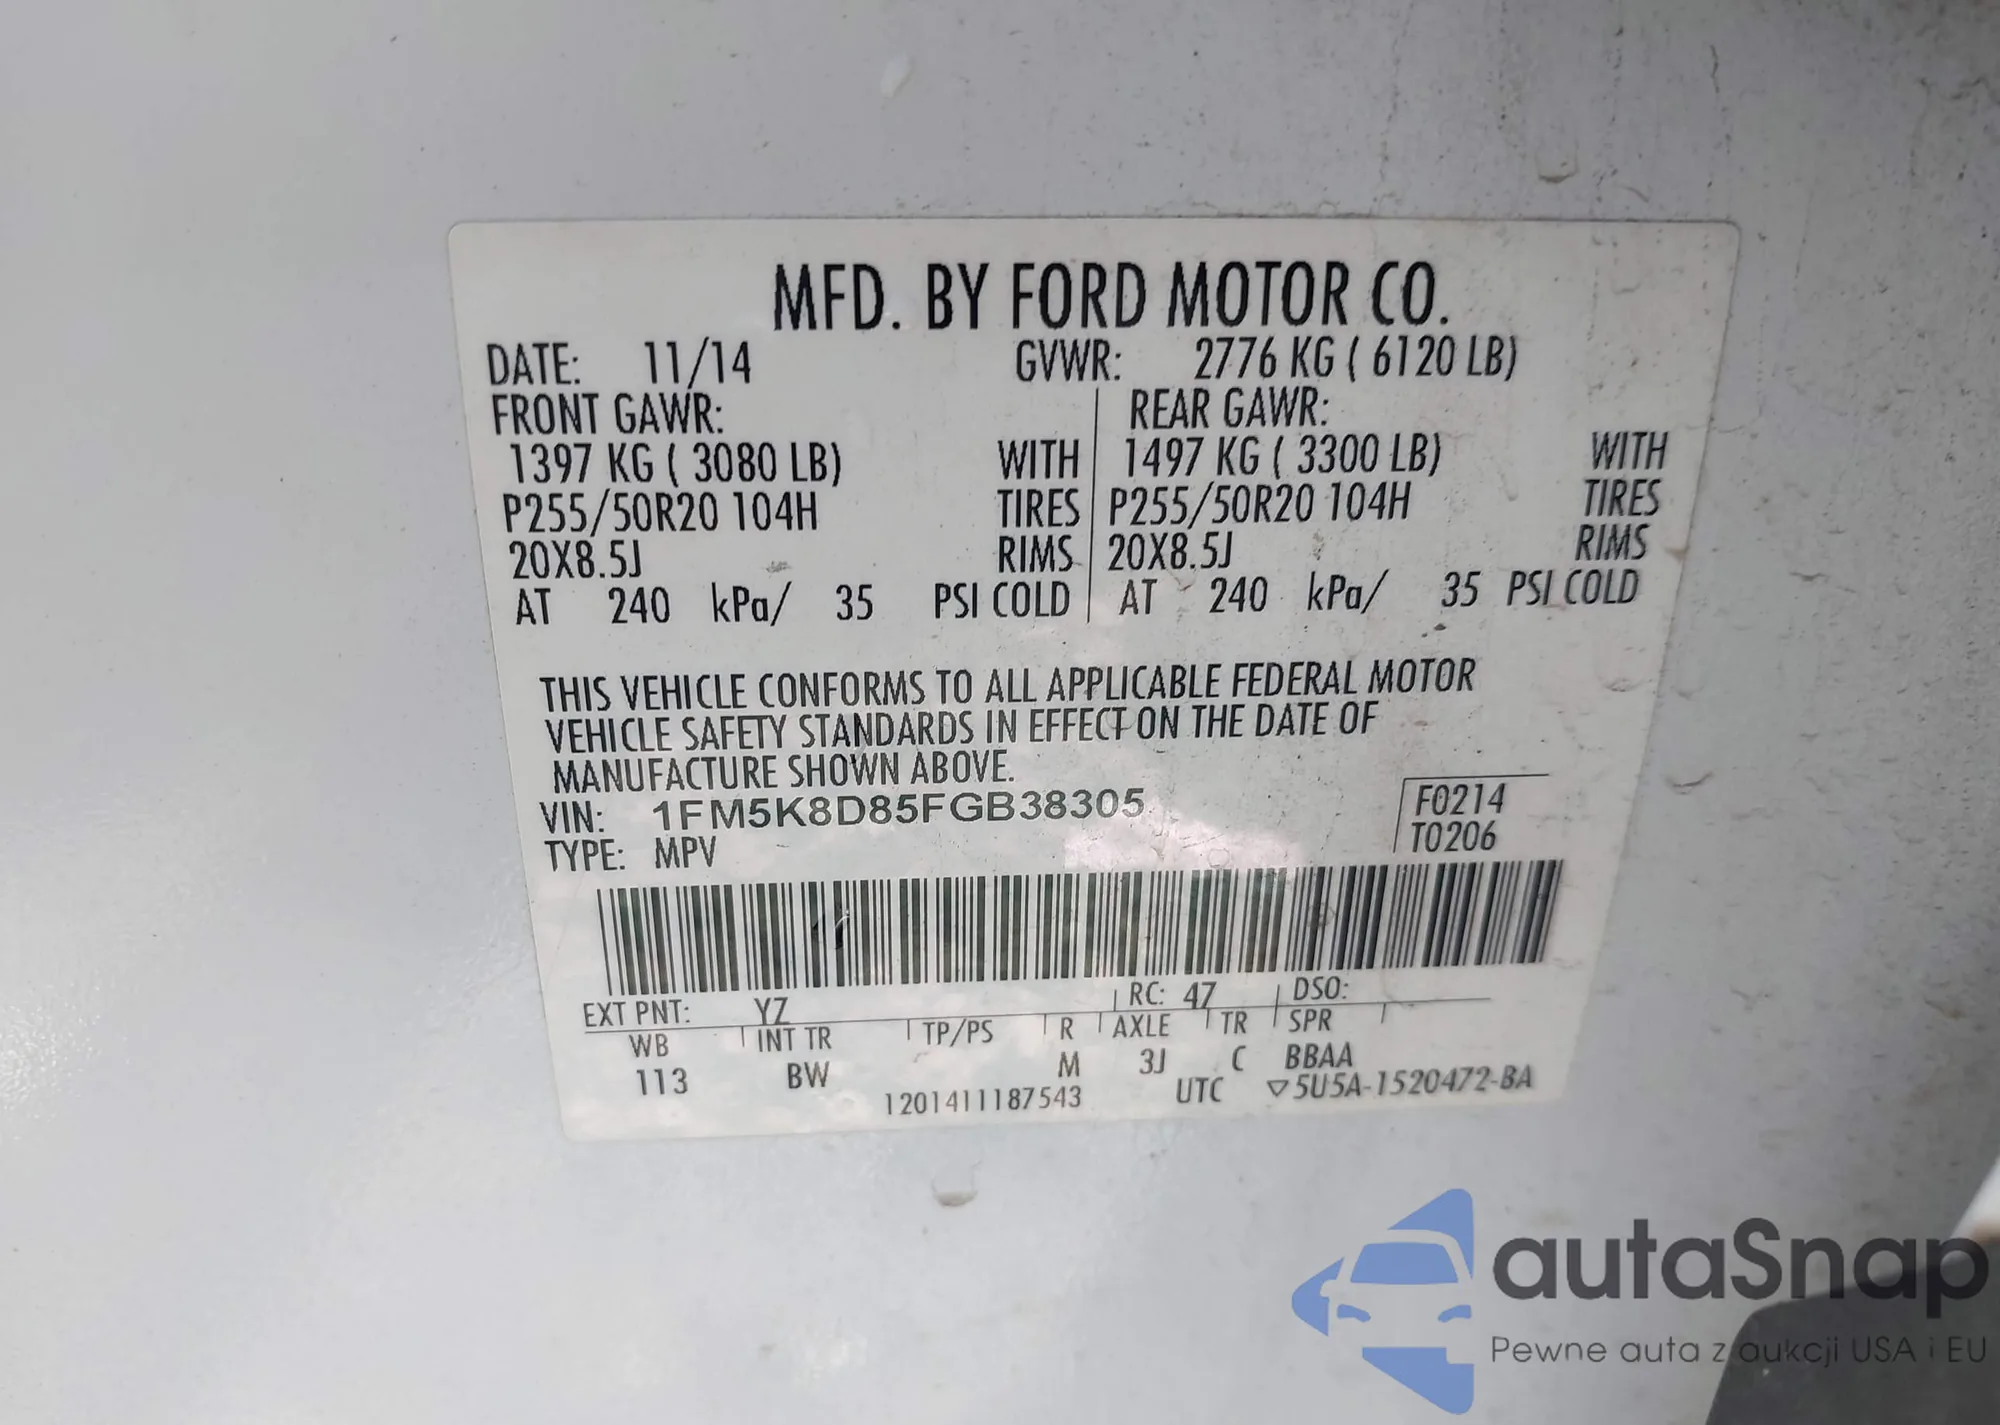 MFD. BY FORD MOTOR CO.
DATE: 11/14 GVWR: 2776 KG ( 6120 LB)
FRONT GAWR: REAR GAWR:
1397 KG ( 3080 LB) WITH 1497 KG ( 3300 LB) WITH
P255/50R20 104H TIRES P255/50R20 104H TIRES
20X8.5J RIMS 20X8.5J RIMS
AT 240 kPa/ 35 PSI COLD AT 240 kPa/ 35 PSI COLD
THIS VEHICLE CONFORMS TO ALL APPLICABLE FEDERAL MOTOR
VEHICLE SAFETY STANDARDS IN EFFECT ON THE DATE OF
MANUFACTURE SHOWN ABOVE.
VIN: 1FM5K8D85FGB38305 F0214
TYPE: MPV T0206
EXT PNT: YZ RC: 47 DSO:
WB INT TR TP/PS R AXLE TR SPR
113 BW M 3J C BBAA
1201411187543 UTC ▽5U5A-1520472-BA
autaSnap
Pewne auta z aukcji USA i EU